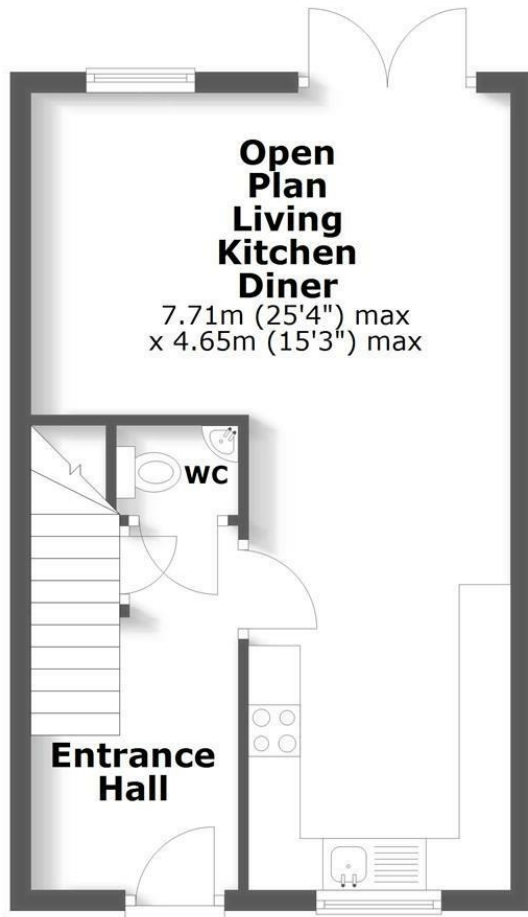 Open
Plan
Living
Kitchen
Diner
7.71m (25'4") max
x 4.65m (15'3") max
WC
Entrance
Hall